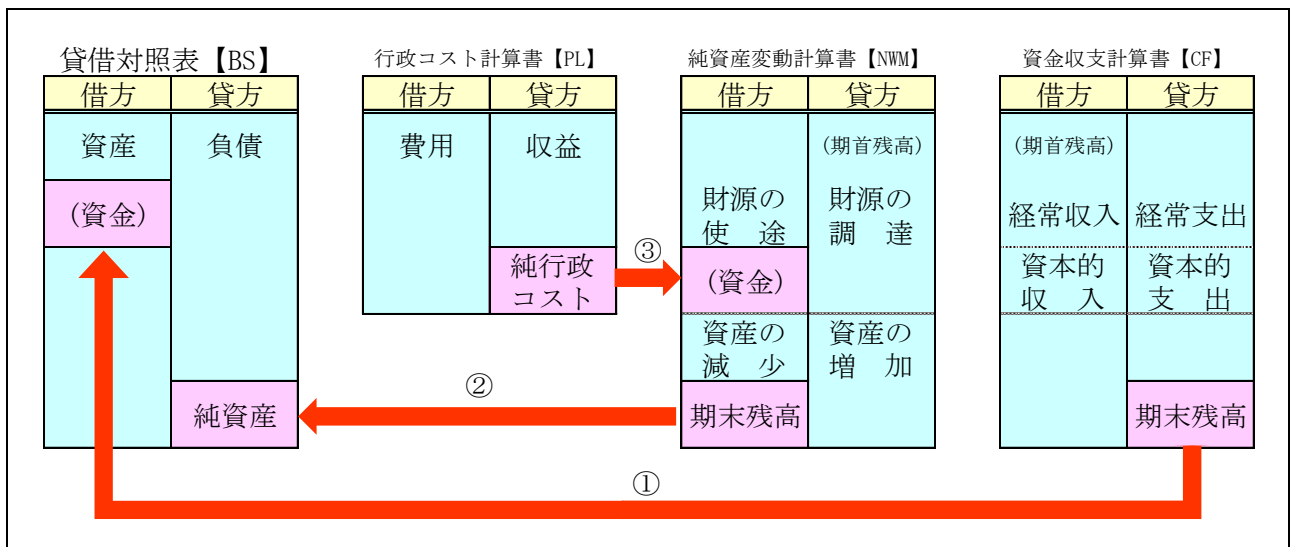 貸借対照表【BS】
借方 貸方
資産 負債
(資金)
純資産
行政コスト計算書【PL】
借方 貸方
費用 収益
純行政
コスト
③
純資産変動計算書【NWM】
借方 貸方
(期首残高)
財源の 財源の
使 途 調 達
(資金)
資産の 資産の
減 少 増 加
期末残高
②
資金収支計算書【CF】
借方 貸方
(期首残高)
経常収入 経常支出
資本的 資本的
収 入 支 出
期末残高
①